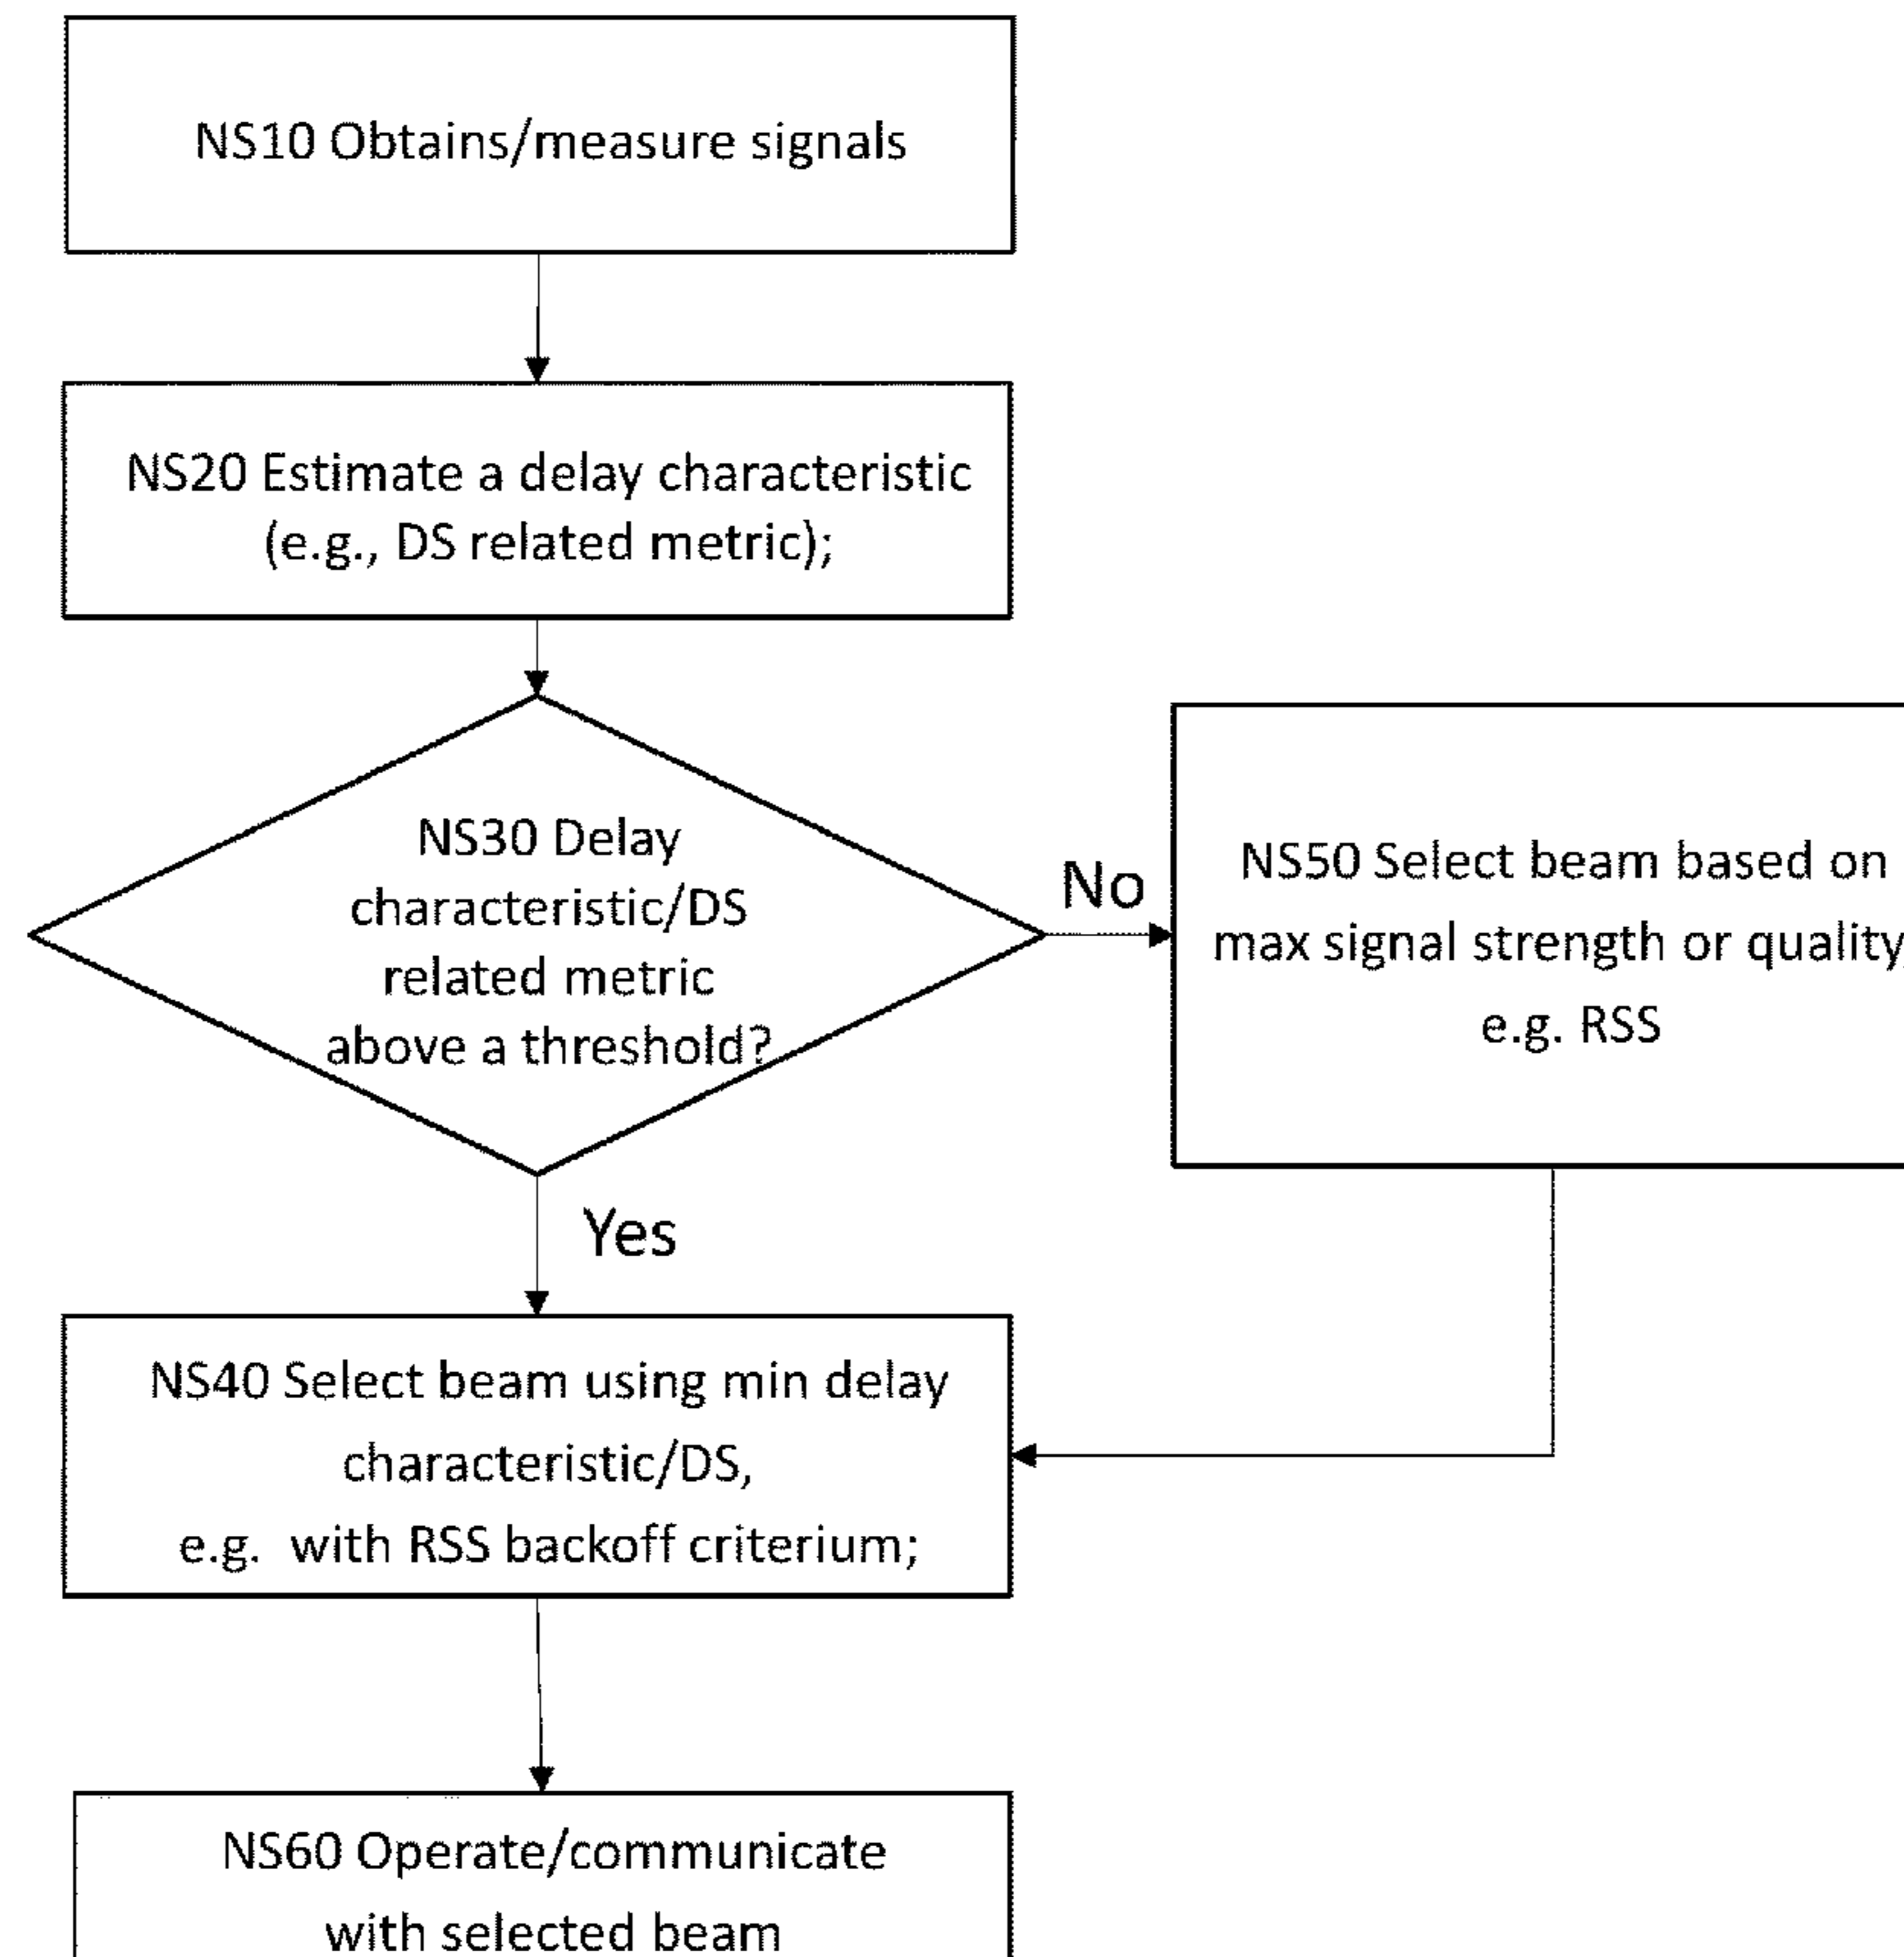 NS10 Obtains/measure signals
NS20 Estimate a delay characteristic
(e.g., DS related metric);
NS30 Delay
characteristic/DS
related metric
above a threshold?
No
NS50 Select beam based on
max signal strength or quality,
e.g. RSS
Yes
NS40 Select beam using min delay
characteristic/DS,
e.g. with RSS backoff criterium;
NS60 Operate/communicate
with selected beam